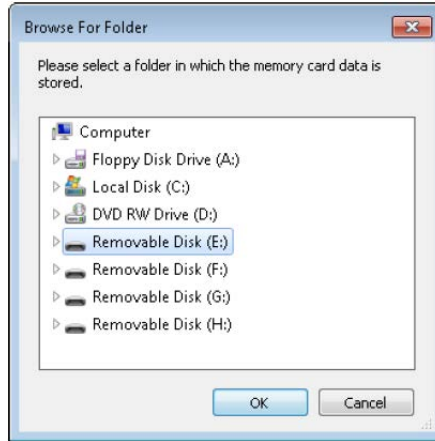 Browse For Folder
Please select a folder in which the memory card data is
stored.
Computer
Floppy Disk Drive (A:)
Local Disk (C:)
DVD RW Drive (D:)
Removable Disk (E:)
Removable Disk (F:)
Removable Disk (G:)
Removable Disk (H:)
OK
Cancel